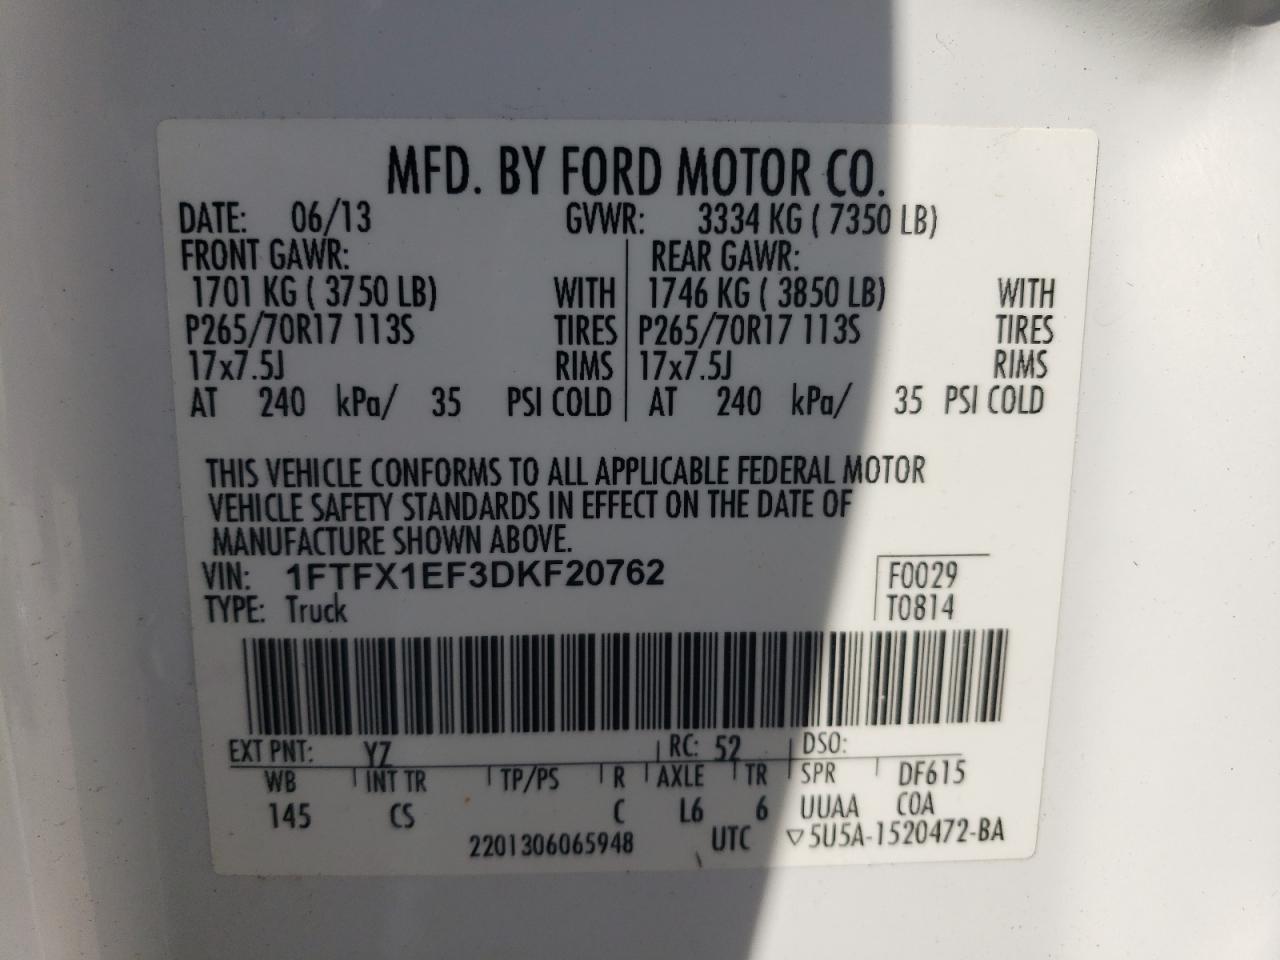 MFD. BY FORD MOTOR CO.
DATE: 06/13 GVWR: 3334 KG ( 7350 LB)
FRONT GAWR: REAR GAWR:
1701 KG ( 3750 LB) WITH 1746 KG ( 3850 LB) WITH
P265/70R17 113S TIRES P265/70R17 113S TIRES
17x7.5J RIMS 17x7.5J RIMS
AT 240 kPa/ 35 PSI COLD AT 240 kPa/ 35 PSI COLD
THIS VEHICLE CONFORMS TO ALL APPLICABLE FEDERAL MOTOR
VEHICLE SAFETY STANDARDS IN EFFECT ON THE DATE OF
MANUFACTURE SHOWN ABOVE.
VIN: 1FTFX1EF3DKF20762 F0029
TYPE: Truck T0814
EXT PNT: YZ RC: 52 DSO:
WB INT TR TP/PS R AXLE TR SPR DF615
145 CS C L6 6 UUAA COA
2201306065948 UTC ▽5U5A-1520472-BA